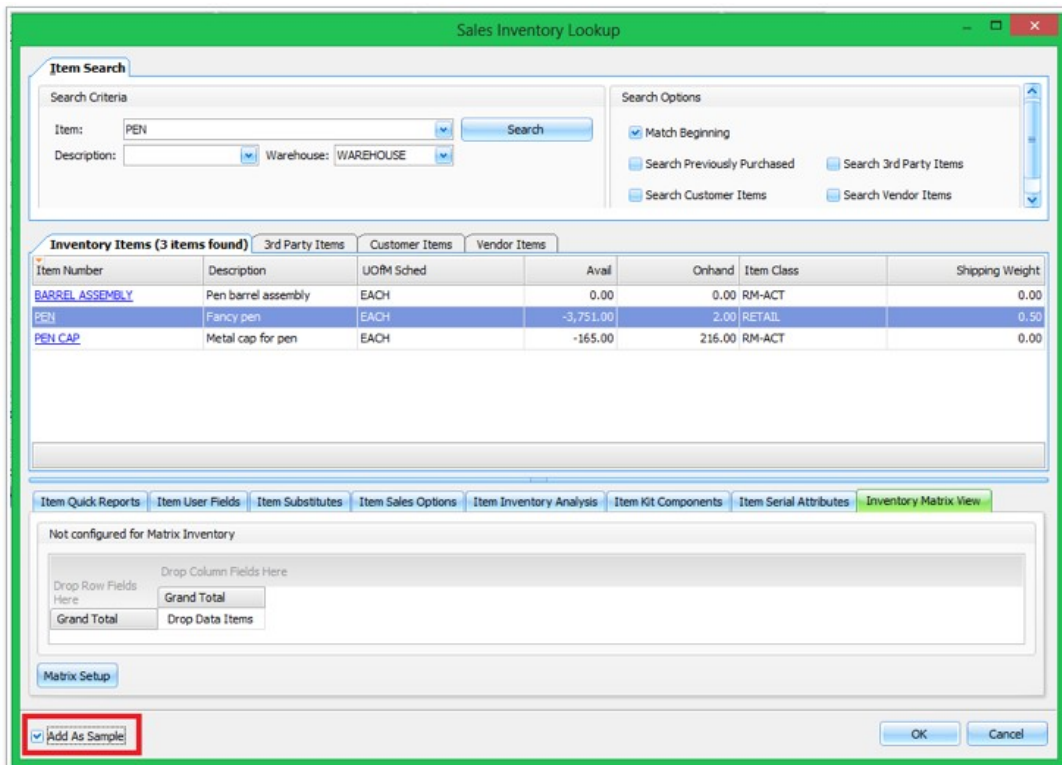 Sales Inventory Lookup
Item Search
Search Criteria
Item: PEN Search
Description: Warehouse: WAREHOUSE
Search Options
Match Beginning
Search Previously Purchased Search 3rd Party Items
Search Customer Items Search Vendor Items
Inventory Items (3 items found) 3rd Party Items Customer Items Vendor Items
Item Number Description UOfM Sched Avail Onhand Item Class Shipping Weight
BARREL ASSEMBLY Pen barrel assembly EACH 0.00 0.00 RM-ACT 0.00
PEN Fancy pen EACH -3,751.00 2.00 RETAIL 0.50
PEN CAP Metal cap for pen EACH -165.00 216.00 RM-ACT 0.00
Item Quick Reports Item User Fields Item Substitutes Item Sales Options Item Inventory Analysis Item Kit Components Item Serial Attributes Inventory Matrix View
Not configured for Matrix Inventory
Drop Column Fields Here
Drop Row Fields
Here
Grand Total
Grand Total Drop Data Items
Matrix Setup
Add As Sample OK Cancel